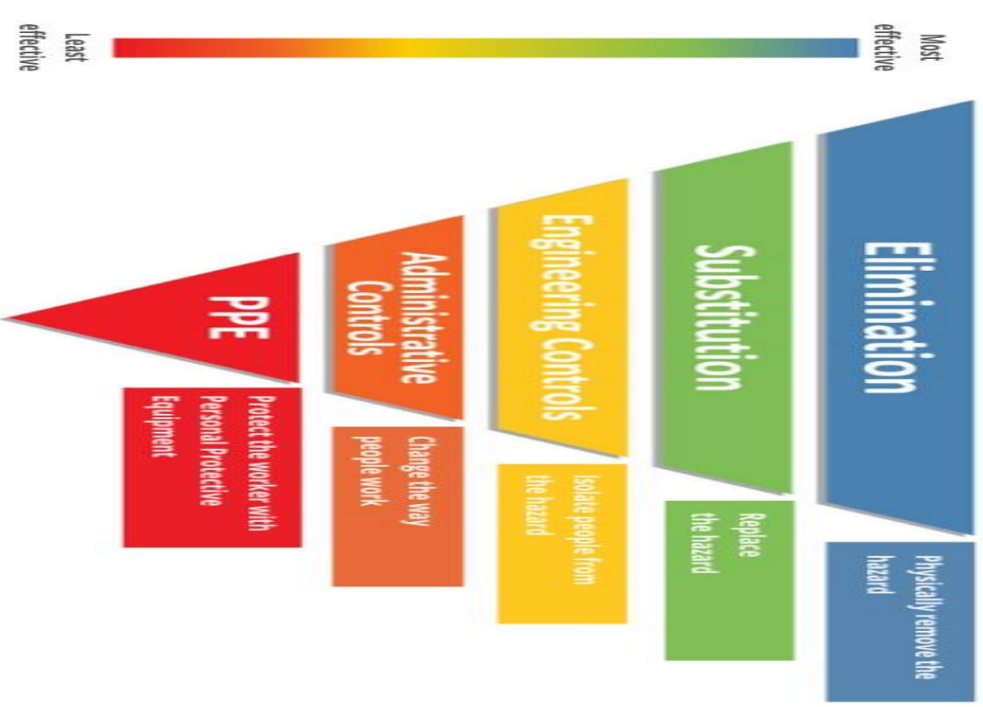 Most
effective
Elimination
Physically remove the
hazard
Substitution
Replace
the hazard
Engineering Controls
Isolate people from
the hazard
Administrative
Controls
Change the way
people work
PPE
Protect the worker with
Personal Protective
Equipment
Least
effective